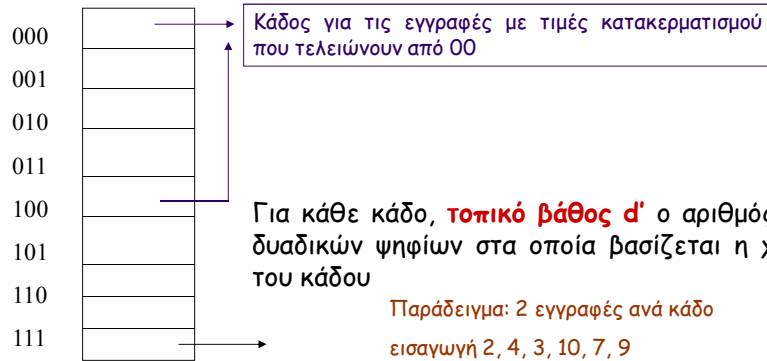 000
001
010
011
100
101
110
111
Κάδος για τις εγγραφές με τιμές κατακερματισμού
που τελειώνουν από 00
Για κάθε κάδο, τοπικό βάθος d’ ο αριθμός
δυαδικών ψηφίων στα οποία βασίζεται η
του κάδου
Παράδειγμα: 2 εγγραφές ανά κάδο
εισαγωγή 2, 4, 3, 10, 7, 9